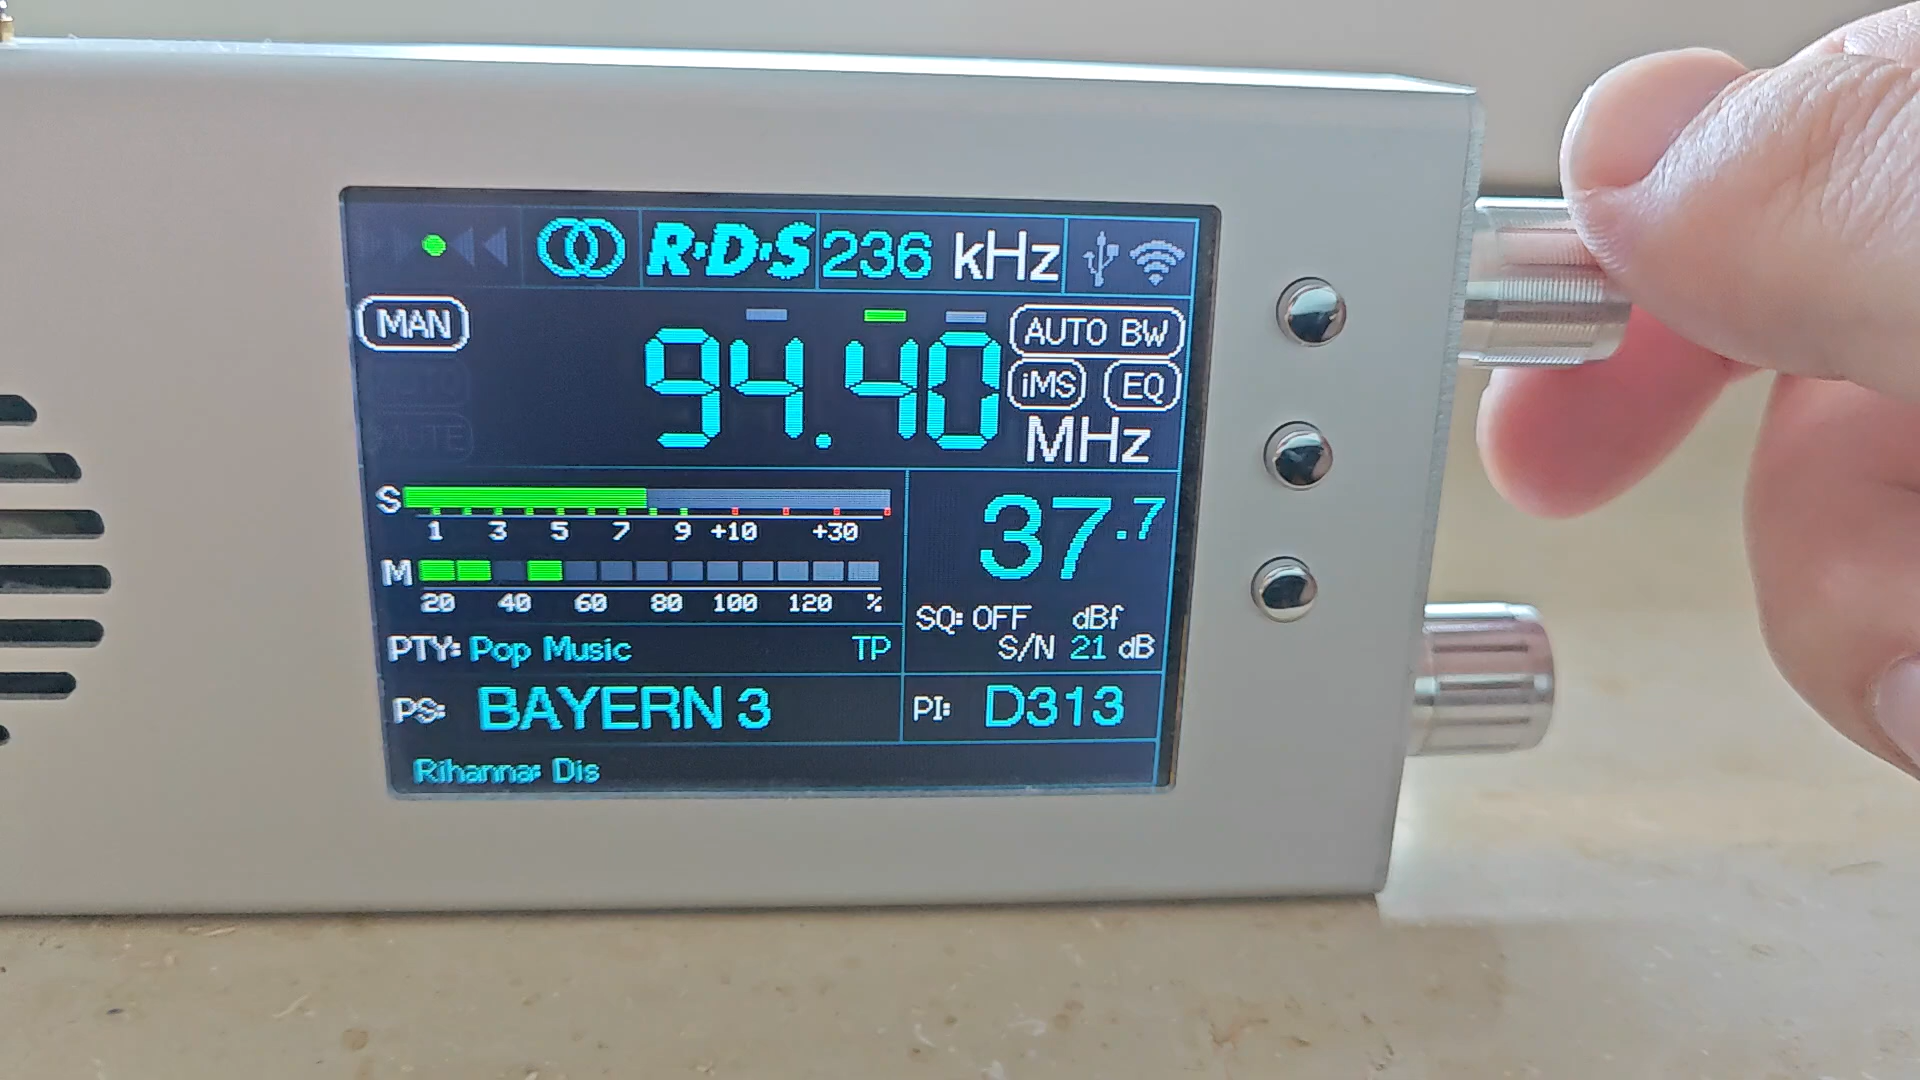 R·D·S 236 kHz
MAN
94.40
AUTO BW
iMS EQ
MHz
S
1 3 5 7 9 +10 +30
M
20 40 60 80 100 120 %
37.7
SQ: OFF dBf
S/N 21 dB
PTY: Pop Music TP
PS: BAYERN 3
PI: D313
Rihanna: Dis
MUTE